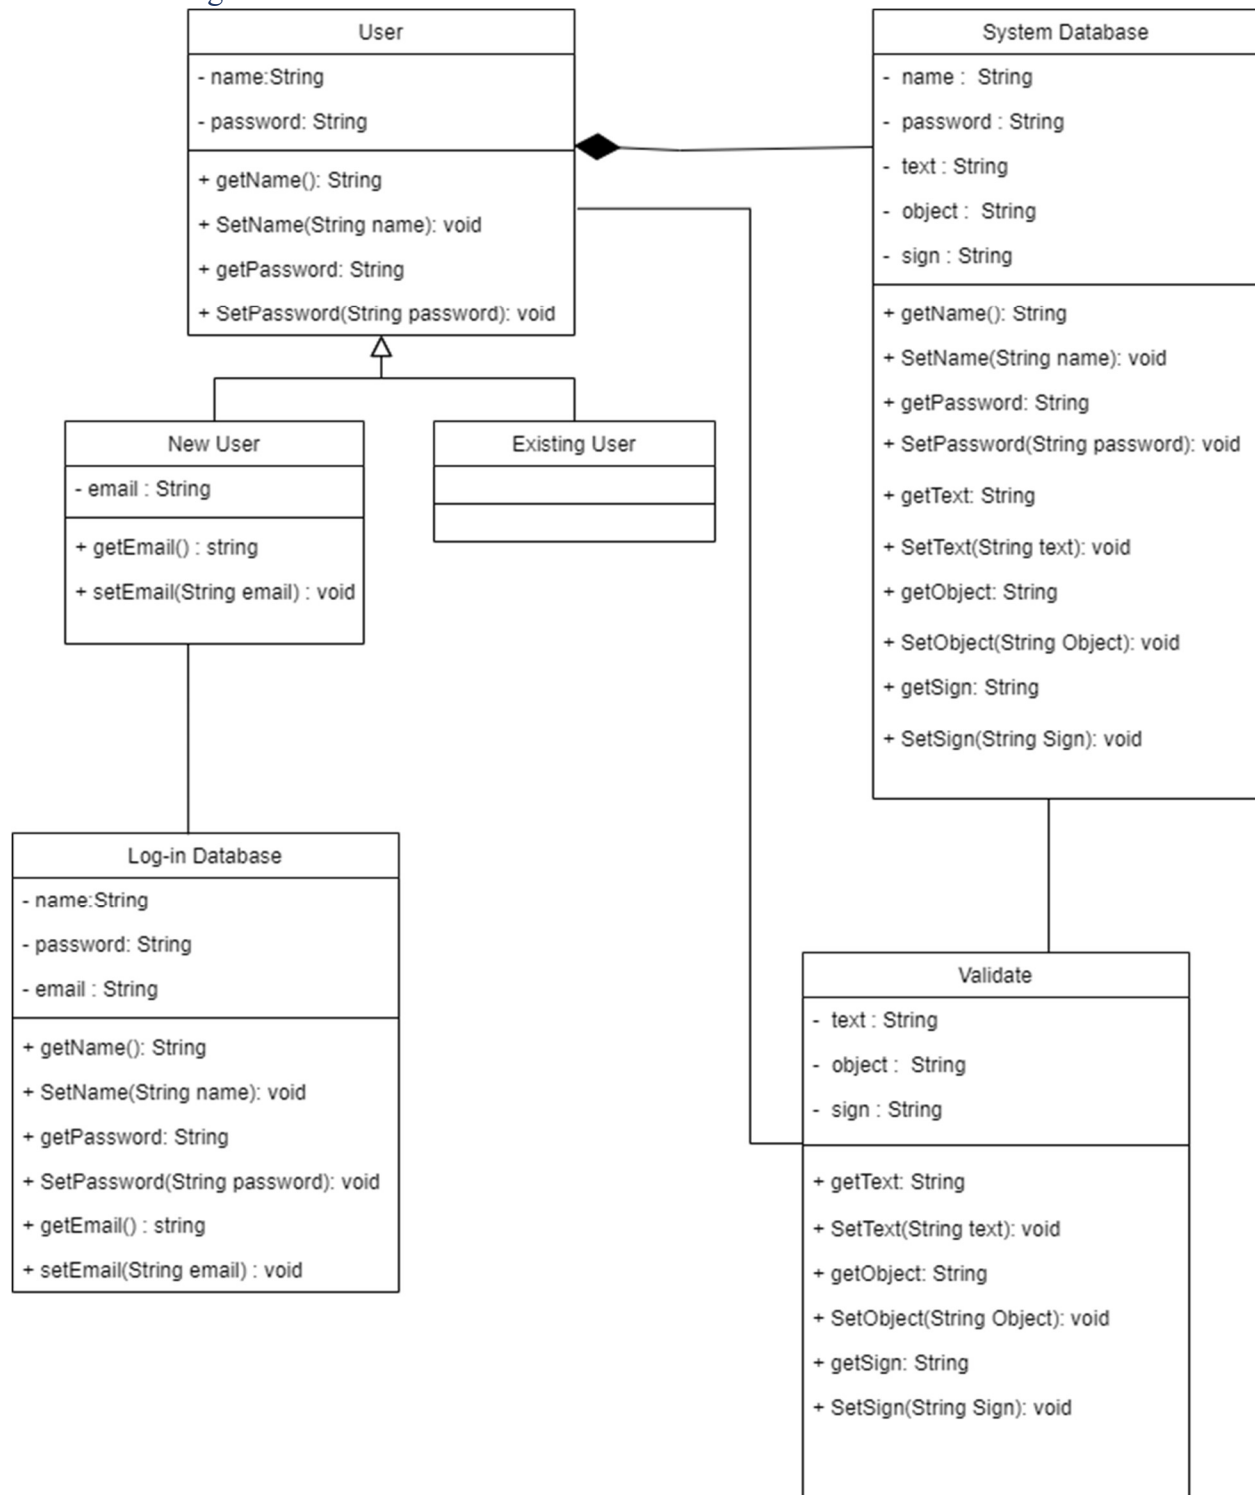 User
- name:String
- password: String
+ getName(): String
+ SetName(String name): void
+ getPassword: String
+ SetPassword(String password): void
System Database
- name : String
- password : String
- text : String
- object : String
- sign : String
+ getName(): String
+ SetName(String name): void
+ getPassword: String
+ SetPassword(String password): void
+ getText: String
+ SetText(String text): void
+ getObject: String
+ SetObject(String Object): void
+ getSign: String
+ SetSign(String Sign): void
New User
- email : String
+ getEmail() : string
+ setEmail(String email) : void
Existing User
Log-in Database
- name:String
- password: String
- email : String
+ getName(): String
+ SetName(String name): void
+ getPassword: String
+ SetPassword(String password): void
+ getEmail() : string
+ setEmail(String email) : void
Validate
- text : String
- object : String
- sign : String
+ getText: String
+ SetText(String text): void
+ getObject: String
+ SetObject(String Object): void
+ getSign: String
+ SetSign(String Sign): void